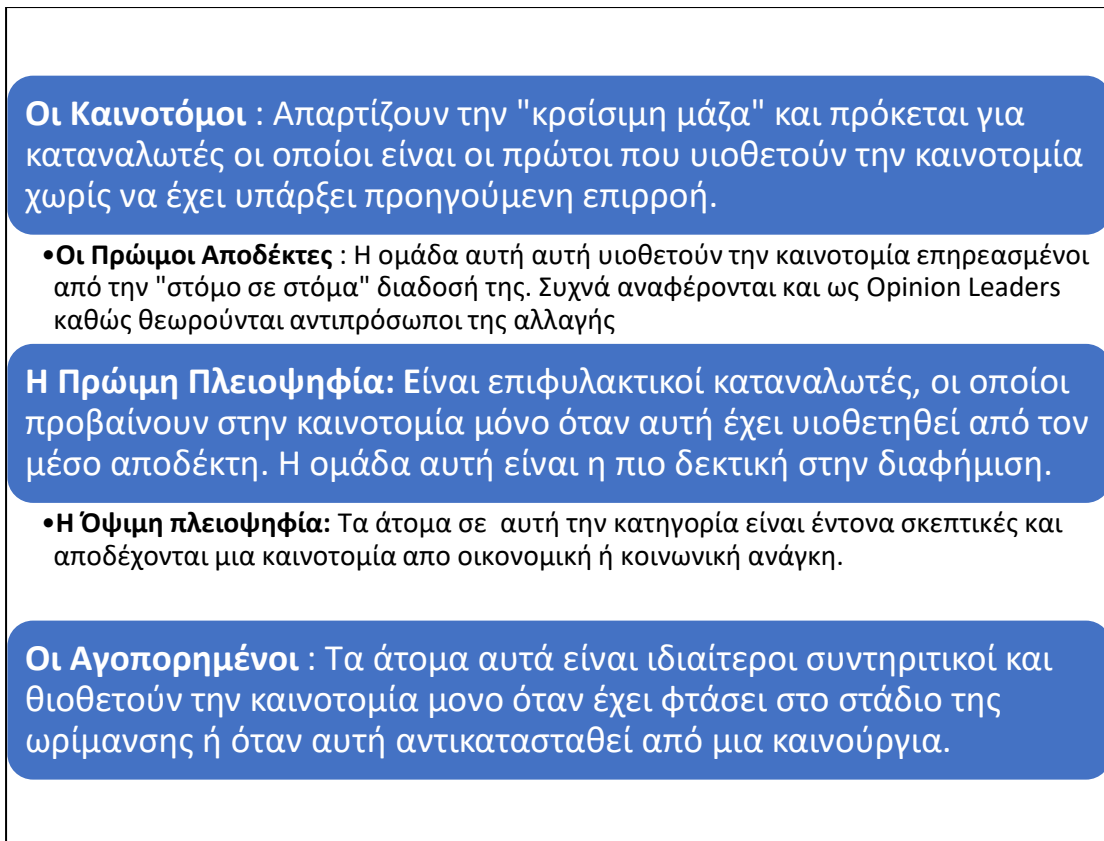 Οι Καινοτόμοι : Απαρτίζουν την "κρσίσιμη μάζα" και πρόκειται για
καταναλωτές οι οποίοι είναι οι πρώτοι που υιοθετούν την καινοτομία
χωρίς να έχει υπάρξει προηγούμενη επιρροή.
•Οι Πρώιμοι Αποδέκτες : Η ομάδα αυτή αυτή υιοθετούν την καινοτομία επηρεασμένοι
από την "στόμο σε στόμα" διαδοσή της. Συχνά αναφέρονται και ως Opinion Leaders
καθώς θεωρούνται αντιπρόσωποι της αλλαγής
Η Πρώιμη Πλειοψηφία: Είναι επιφυλακτικοί καταναλωτές, οι οποίοι
προβαίνουν στην καινοτομία μόνο όταν αυτή έχει υιοθετηθεί από τον
μέσο αποδέκτη. Η ομάδα αυτή είναι η πιο δεκτική στην διαφήμιση.
•Η Όψιμη πλειοψηφία: Τα άτομα σε  αυτή την κατηγορία είναι έντονα σκεπτικές και
αποδέχονται μια καινοτομία απο οικονομική ή κοινωνική ανάγκη.
Οι Αγοπορημένοι : Τα άτομα αυτά είναι ιδιαίτεροι συντηριτικοί και
θιοθετούν την καινοτομία μονο όταν έχει φτάσει στο στάδιο της
ωρίμανσης ή όταν αυτή αντικατασταθεί από μια καινούργια.